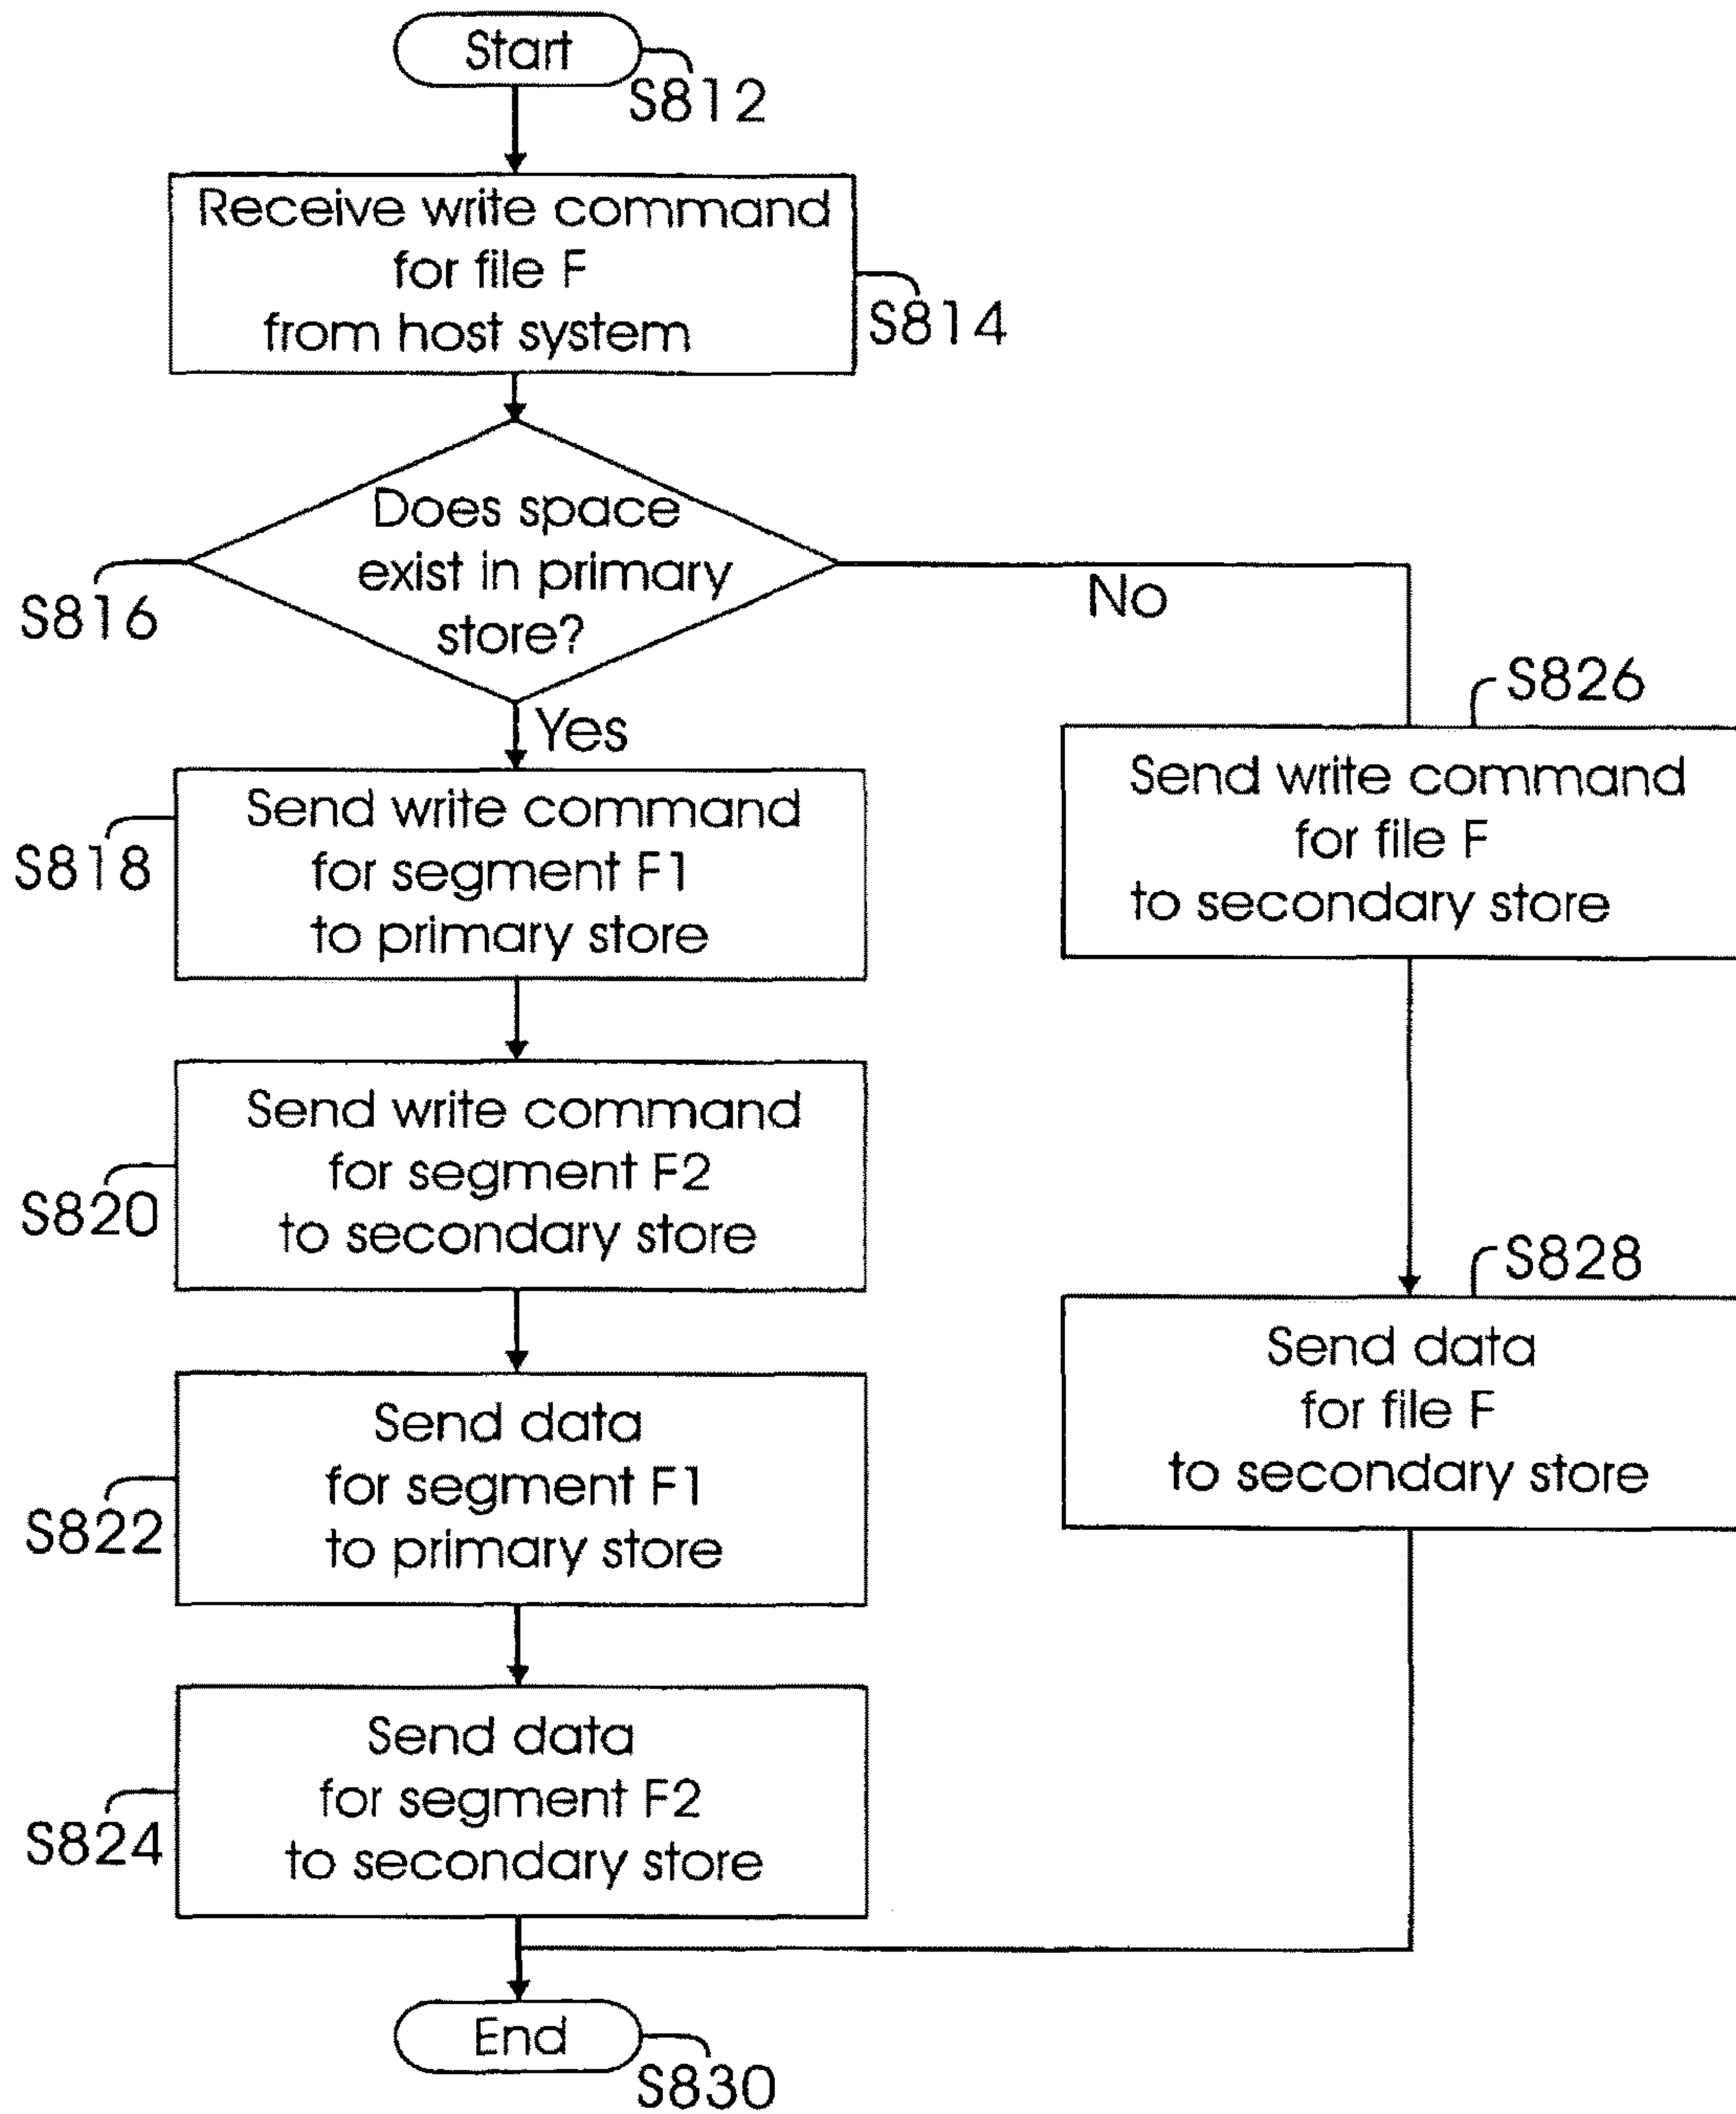 Start
S812
Receive write command
for file F
from host system
S814
Does space
exist in primary
store?
S816
No
Yes
S826
Send write command
for file F
to secondary store
Send write command
for segment F1
to primary store
S818
Send write command
for segment F2
to secondary store
S820
S828
Send data
for file F
to secondary store
Send data
for segment F1
to primary store
S822
Send data
for segment F2
to secondary store
S824
End
S830